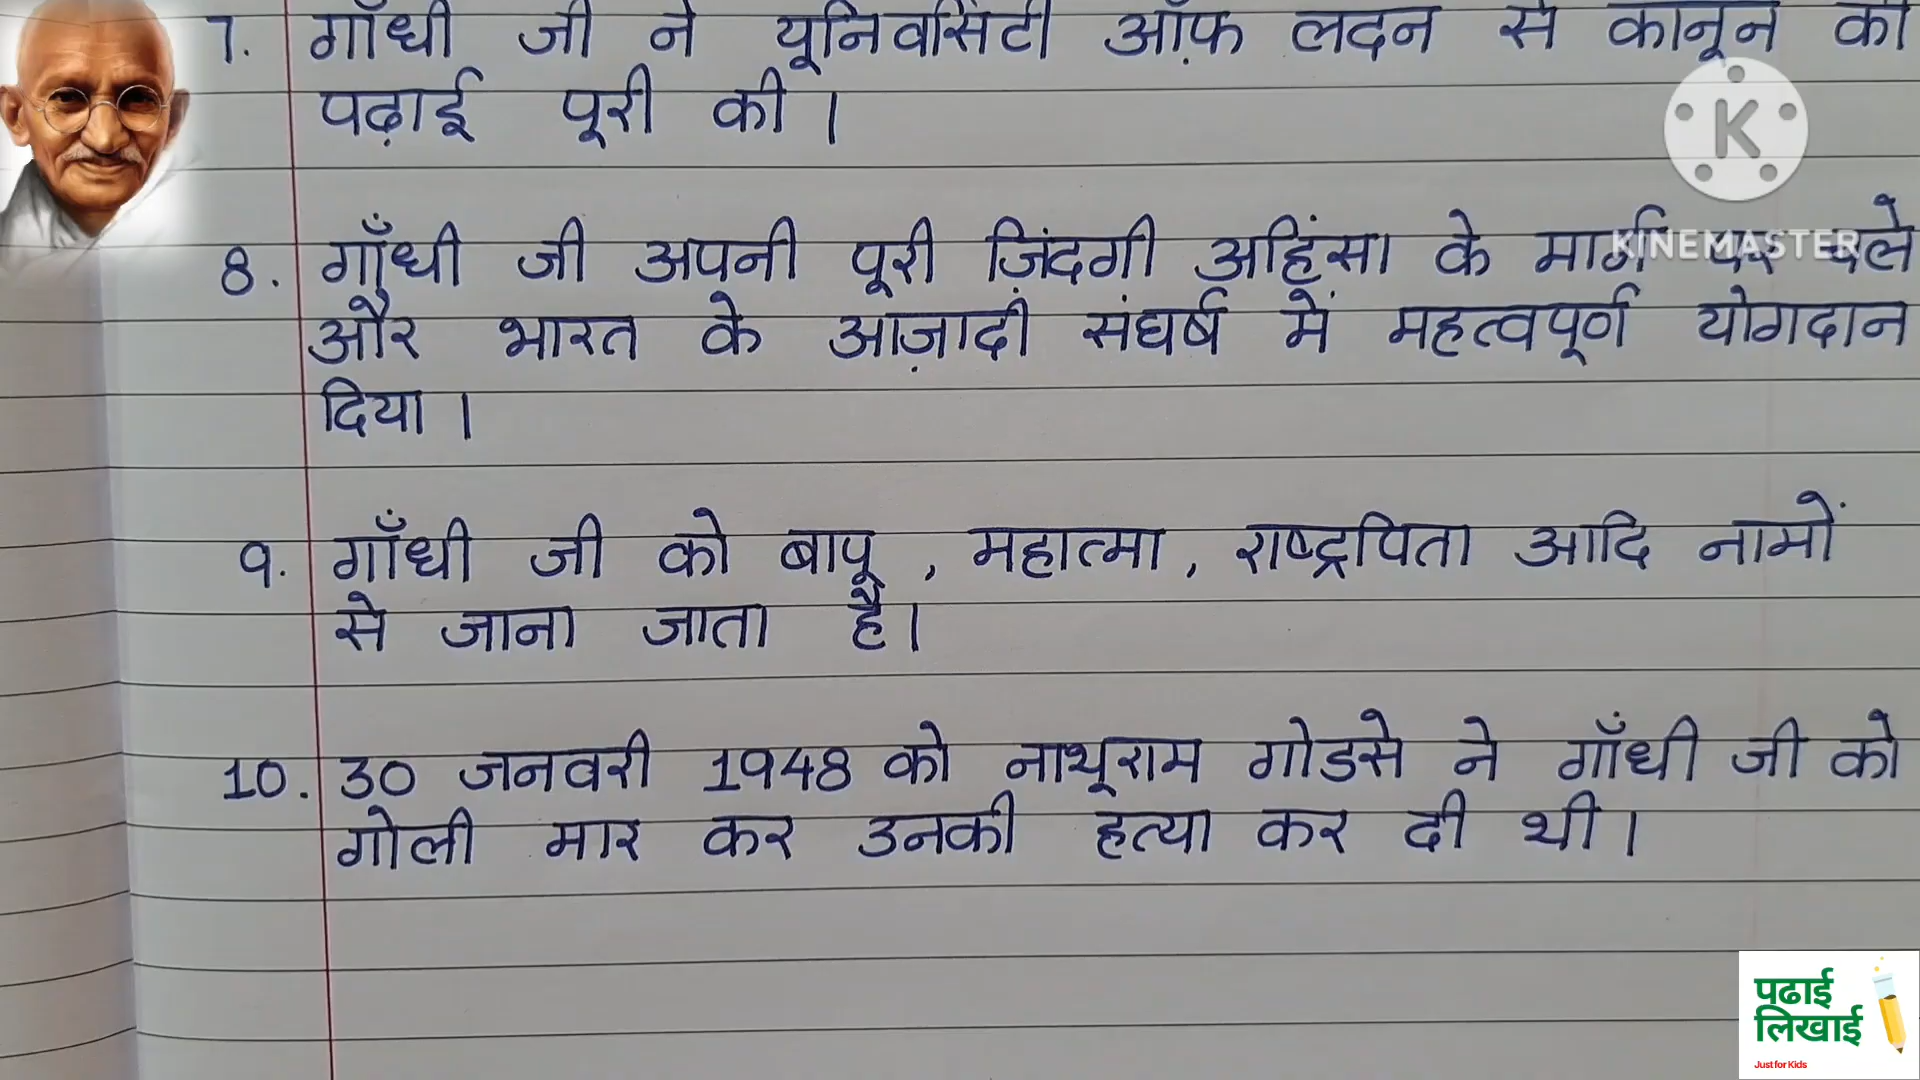 7. गाँधी जी ने यूनिवर्सिटी ऑफ़ लंदन से कानून की
पढ़ाई पूरी की।
8. गाँधी जी अपनी पूरी ज़िंदगी अहिंसा के मार्ग पर चले
और भारत के आज़ादी संघर्ष में महत्वपूर्ण योगदान
दिया।
9. गाँधी जी को बापू, महात्मा, राष्ट्रपिता आदि नामों
से जाना जाता है।
10. 30 जनवरी 1948 को नाथूराम गोडसे ने गाँधी जी को
गोली मार कर उनकी हत्या कर दी थी।
K
KINEMASTER
पढाई
लिखाई
Just for Kids